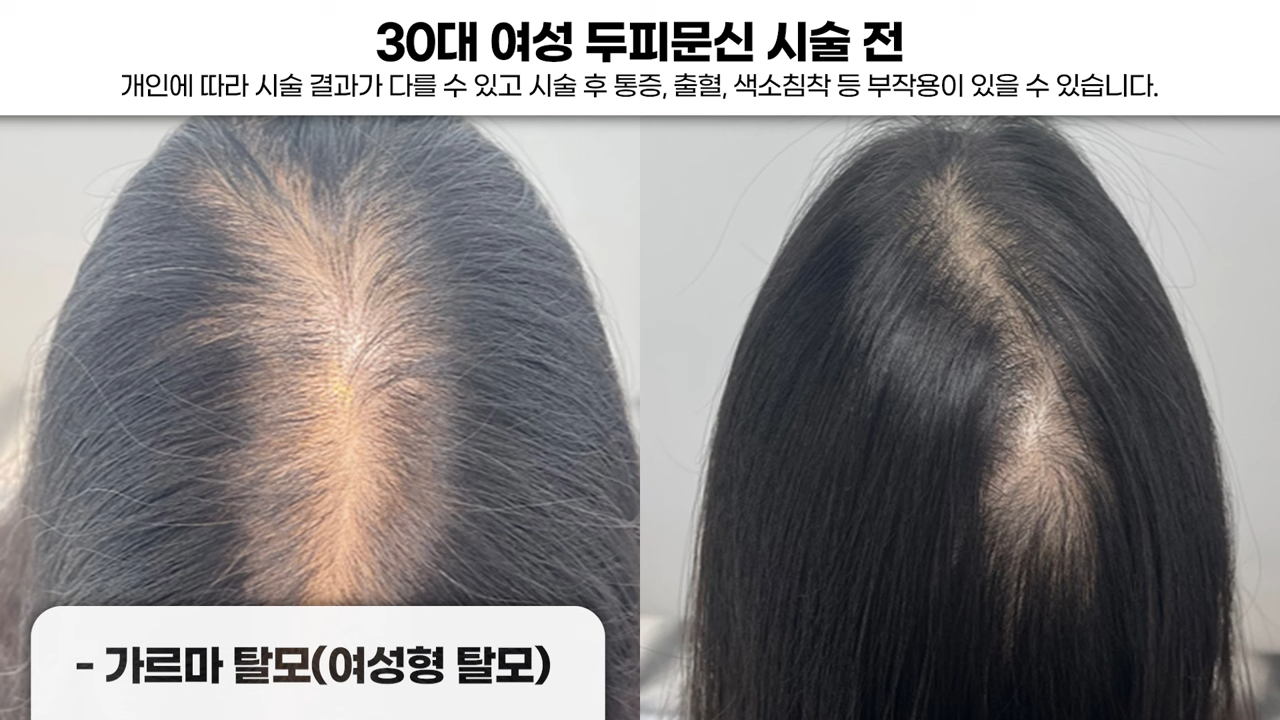 30대 여성 두피문신 시술 전
개인에 따라 시술 결과가 다를 수 있고 시술 후 통증, 출혈, 색소침착 등 부작용이 있을 수 있습니다.
- 가르마 탈모(여성형 탈모)